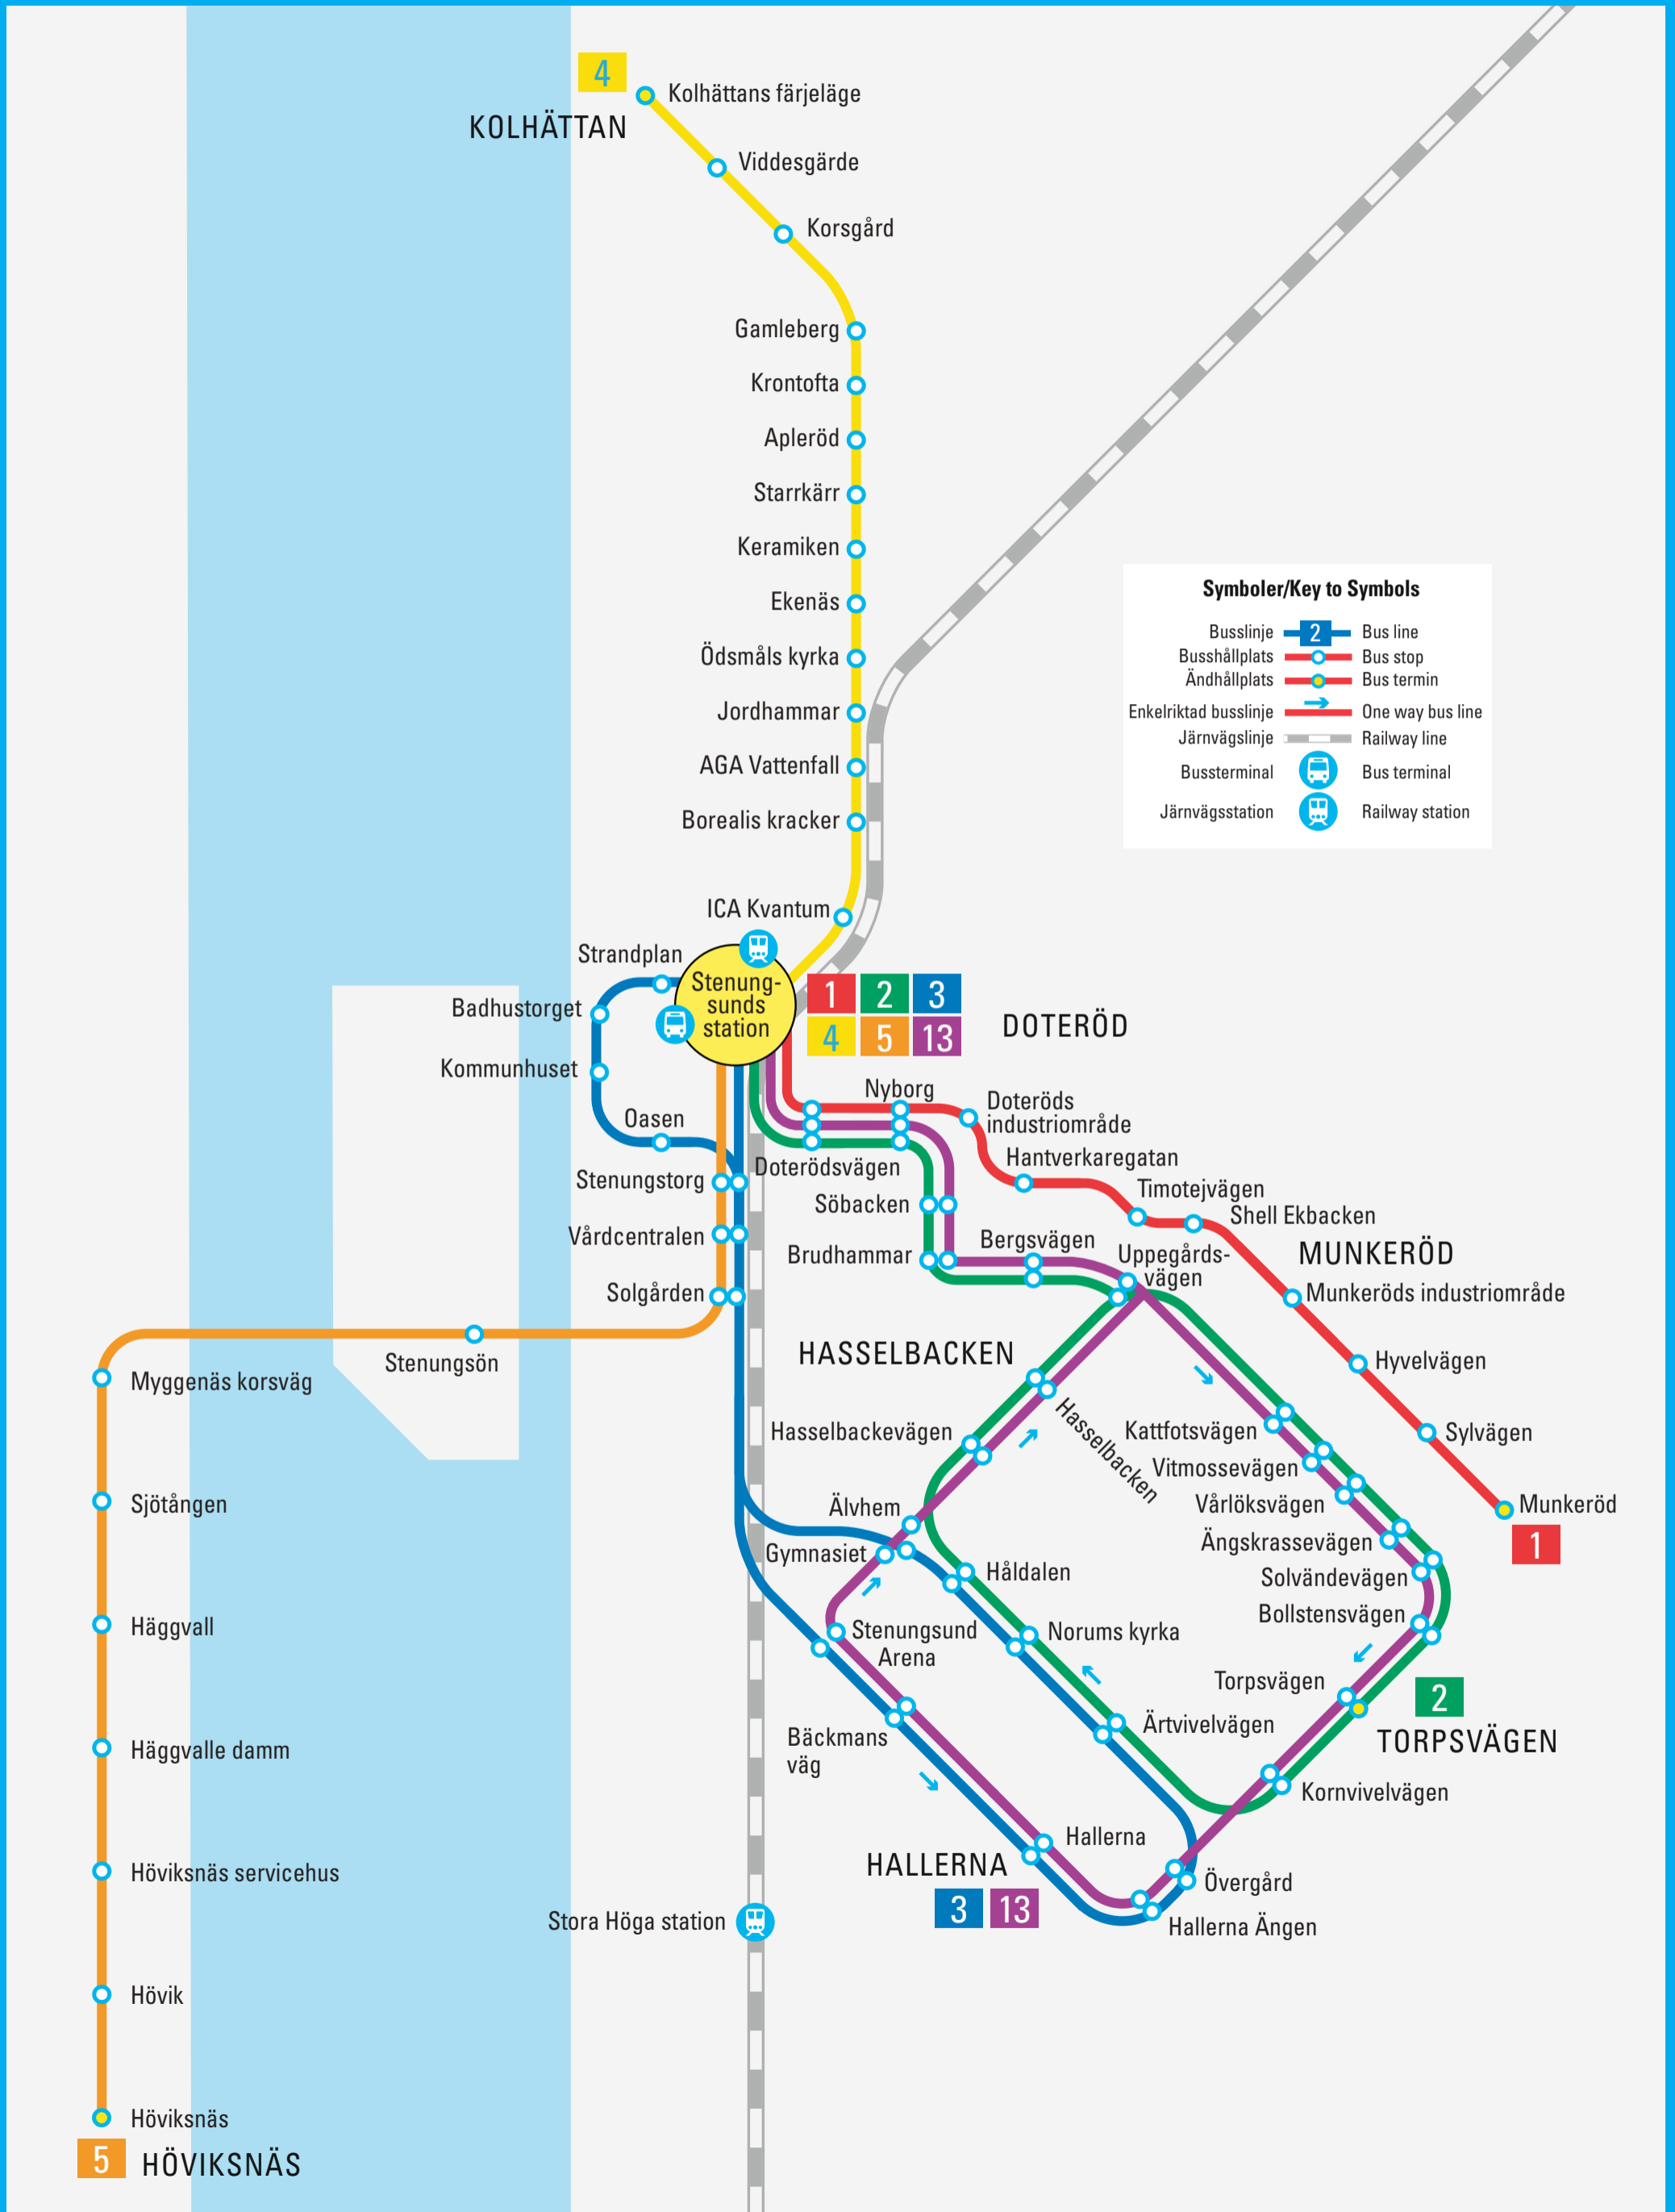 4
Kolhättans färjeläge
KOLHÄTTAN
Viddesgärde
Korsgård
Gamleberg
Krontofta
Apleröd
Starrkärr
Keramiken
Ekenäs
Ödsmåls kyrka
Jordhammar
AGA Vattenfall
Borealis kracker
ICA Kvantum
Symboler/Key to Symbols
Busslinje 2 Bus line
Busshållplats Bus stop
Ändhållplats Bus termin
Enkelriktad busslinje One way bus line
Järnvägslinje Railway line
Bussterminal Bus terminal
Järnvägsstation Railway station
Strandplan
Stenung-
sunds
station
1 2 3
4 5 13
Badhustorget
Kommunhuset
Oasen
Stenungstorg
Vårdcentralen
Solgården
Stenungsön
DOTERÖD
Nyborg
Doterödsvägen
Doteröds
industriområde
Hantverkaregatan
Timotejvägen
Shell Ekbacken
Söbacken
Brudhammar
Bergsvägen
Uppegårds-
vägen
MUNKERÖD
Munkeröds industriområde
Hyvelvägen
Sylvägen
Munkeröd
1
HASSELBACKEN
Hasselbacken
Hasselbackevägen
Älvhem
Gymnasiet
Kattfotsvägen
Vitmossevägen
Vårlöksvägen
Ängskrassevägen
Solvändevägen
Bollstensvägen
Torpsvägen
2
TORPSVÄGEN
Kornvivelvägen
Håldalen
Norums kyrka
Ärtvivelvägen
Stenungsund
Arena
Bäckmans
väg
Hallerna
HALLERNA
3 13
Övergård
Hallerna Ängen
Stora Höga station
Myggenäs korsväg
Sjötången
Häggvall
Häggvalle damm
Höviksnäs servicehus
Hövik
Höviksnäs
5
HÖVIKSNÄS